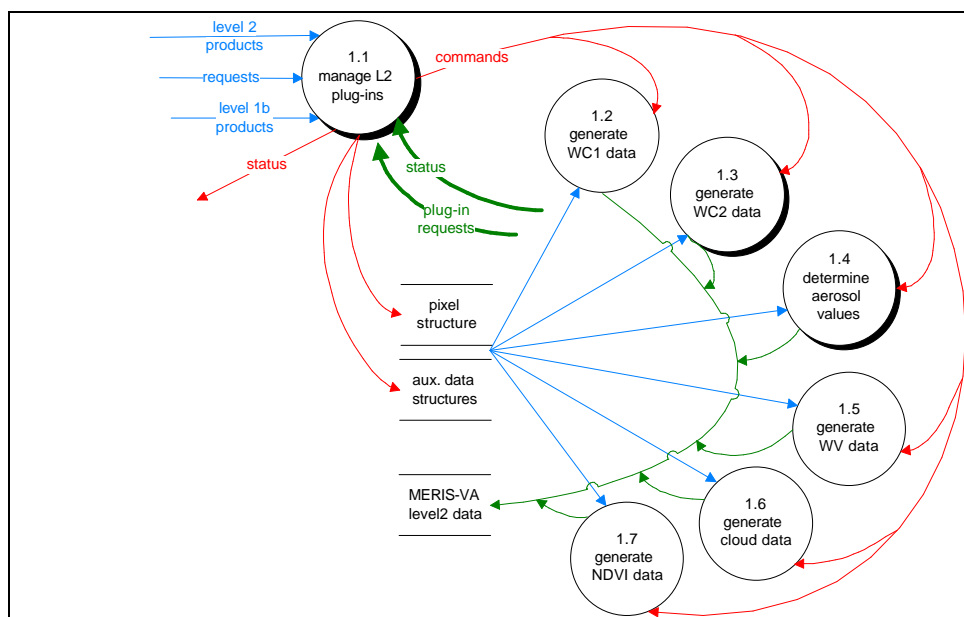 level 2
products
requests
level 1b
products
status
1.1
manage L2
plug-ins
commands
status
plug-in
requests
1.2
generate
WC1 data
1.3
generate
WC2 data
1.4
determine
aerosol
values
pixel
structure
aux. data
structures
1.5
generate
WV data
MERIS-VA
level2 data
1.6
generate
cloud data
1.7
generate
NDVI data